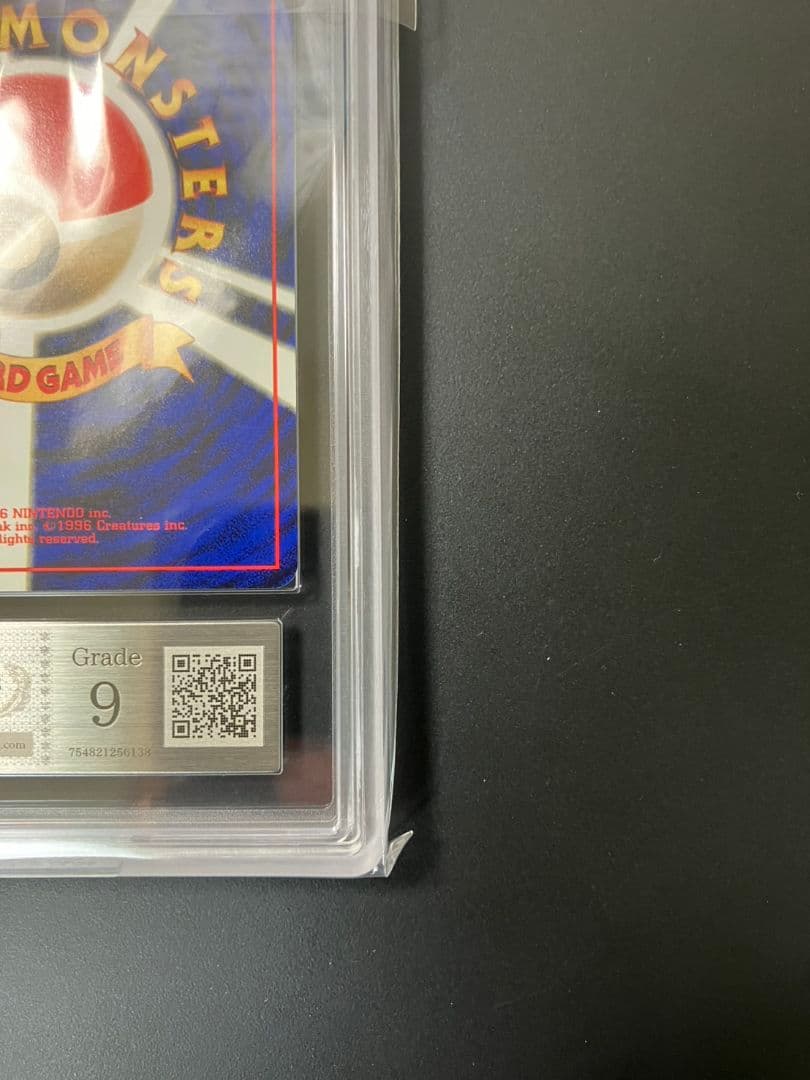 MONSTERS
RD GAME
6 NINTENDO inc.
ak inc. ©1996 Creatures inc.
lights reserved.
Grade
9
.com
754821256138